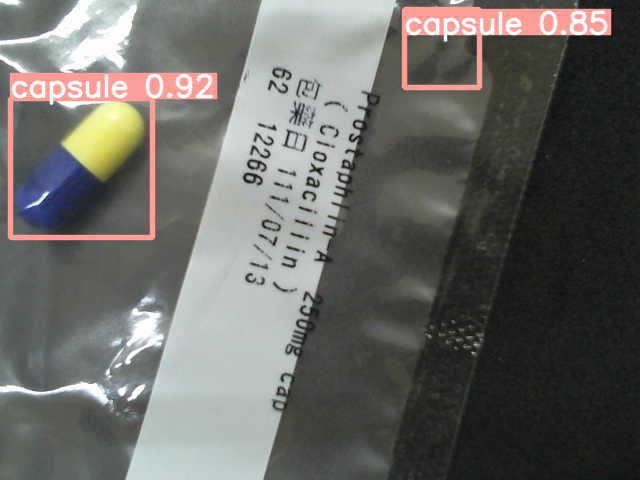 capsule 0.92
capsule 0.85
Prostaphlin-A 250mg Cap
( Cloxacillin )
包藥日 111/07/13
62 12266